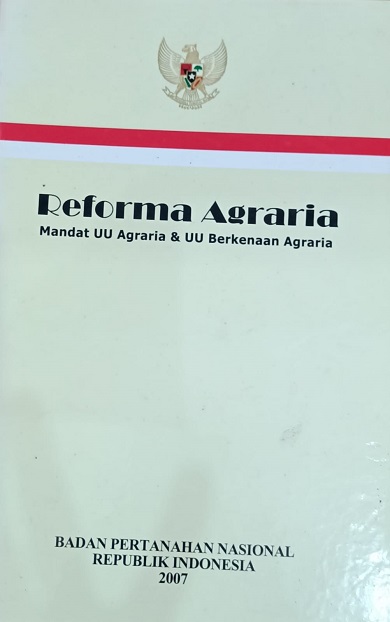 Reforma Agraria
Mandat UU Agraria & UU Berkenaan Agraria
BADAN PERTANAHAN NASIONAL
REPUBLIK INDONESIA
2007